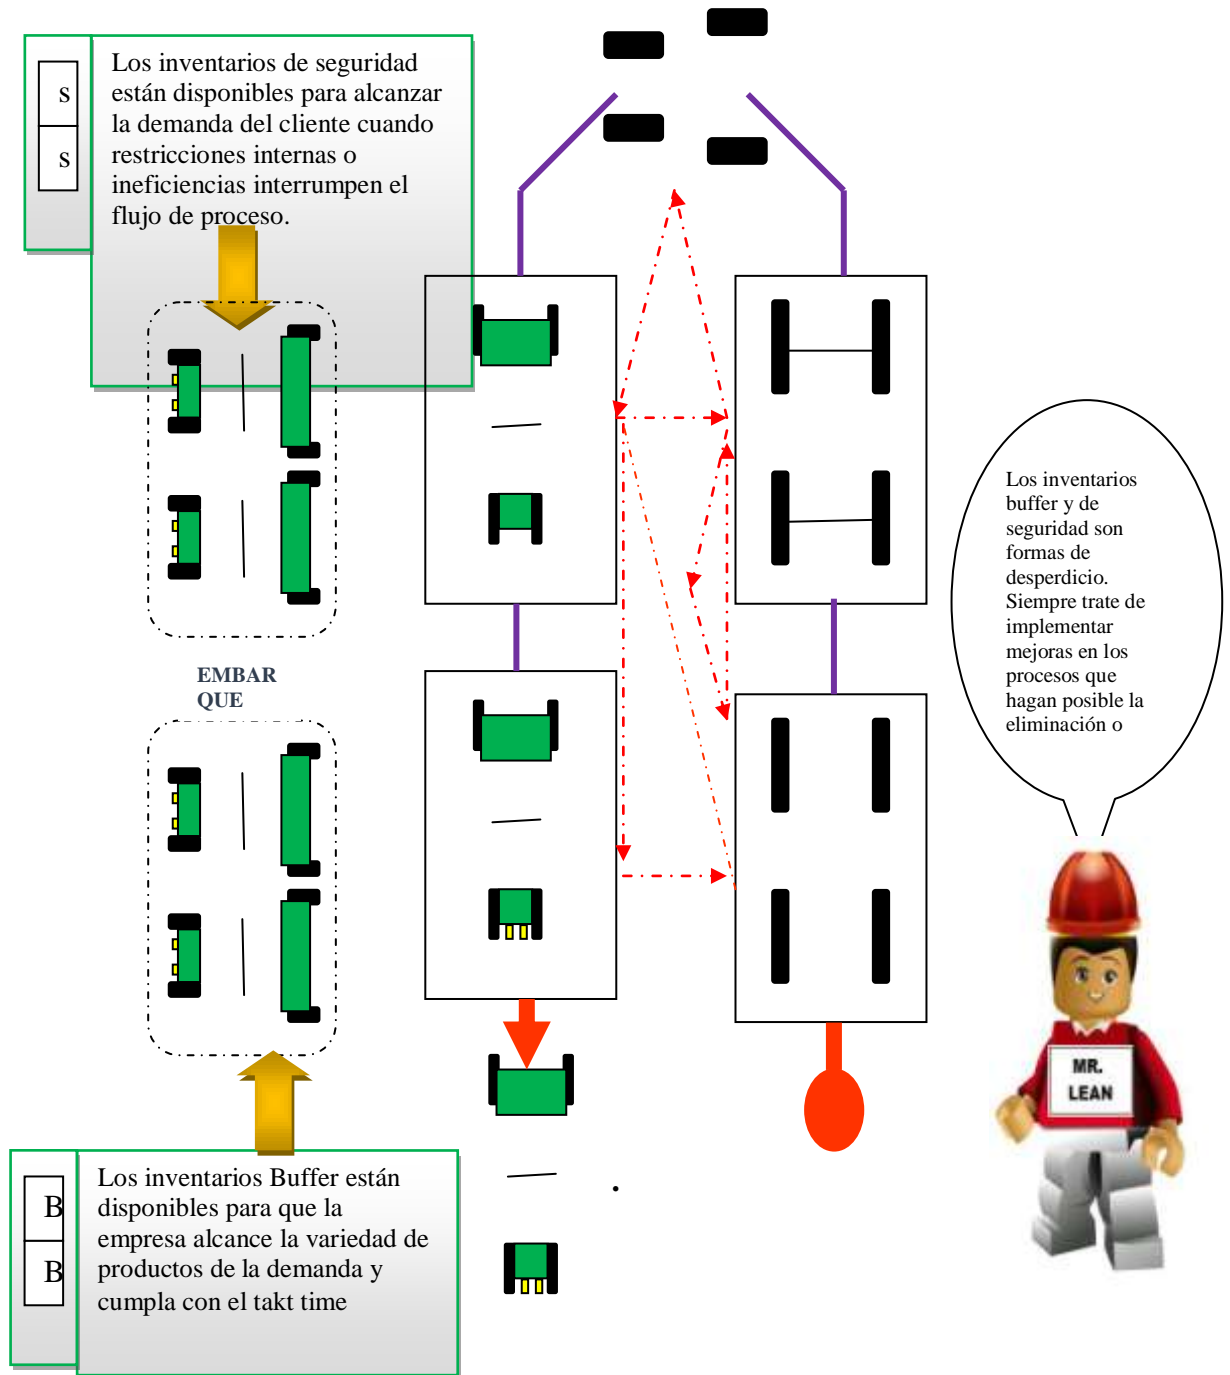 s
s
Los inventarios de seguridad
están disponibles para alcanzar
la demanda del cliente cuando
restricciones internas o
ineficiencias interrumpen el
flujo de proceso.
EMBAR
QUE
Los inventarios
buffer y de
seguridad son
formas de
desperdicio.
Siempre trate de
implementar
mejoras en los
procesos que
hagan posible la
eliminación o
MR.
LEAN
B
B
Los inventarios Buffer están
disponibles para que la
empresa alcance la variedad de
productos de la demanda y
cumpla con el takt time
.